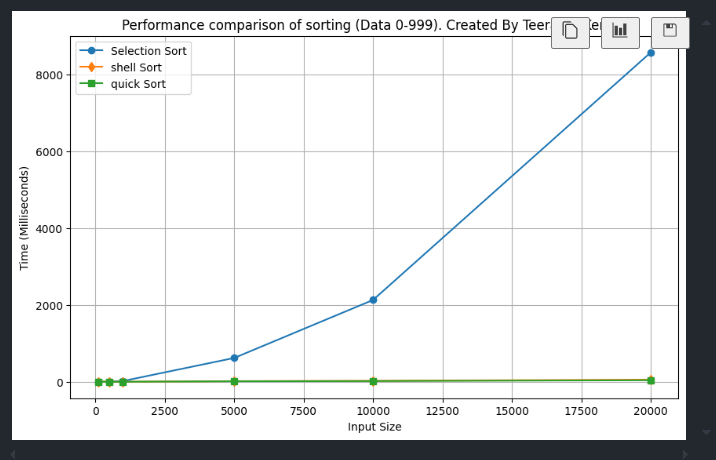 Performance comparison of sorting (Data 0-999). Created By
Selection Sort
shell Sort
quick Sort
8000
6000
4000
2000
0
Time (Milliseconds)
0 2500 5000 7500 10000 12500 15000 17500 20000
Input Size